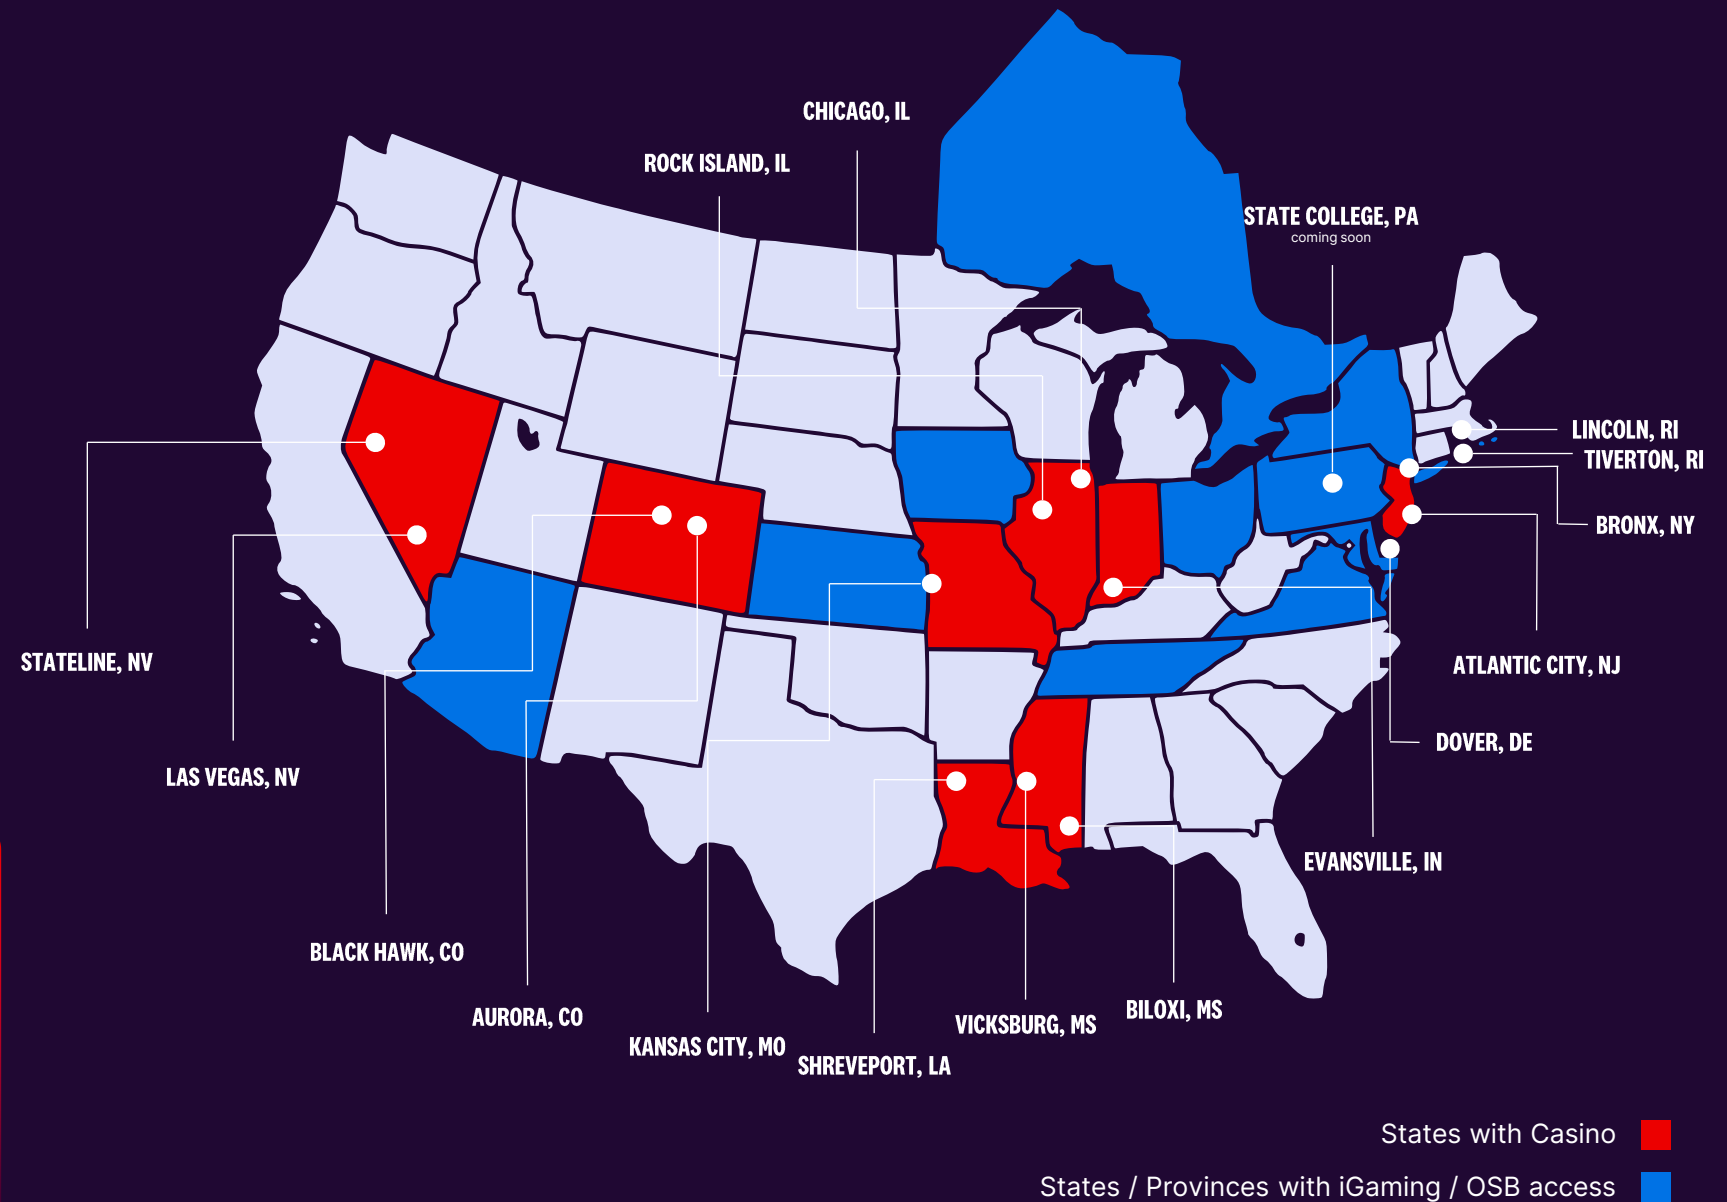 CHICAGO, IL
ROCK ISLAND, IL
STATE COLLEGE, PA
coming soon
LINCOLN, RI
TIVERTON, RI
BRONX, NY
STATELINE, NV
ATLANTIC CITY, NJ
DOVER, DE
LAS VEGAS, NV
EVANSVILLE, IN
BLACK HAWK, CO
AURORA, CO
KANSAS CITY, MO
SHREVEPORT, LA
VICKSBURG, MS
BILOXI, MS
States with Casino
States / Provinces with iGaming / OSB access